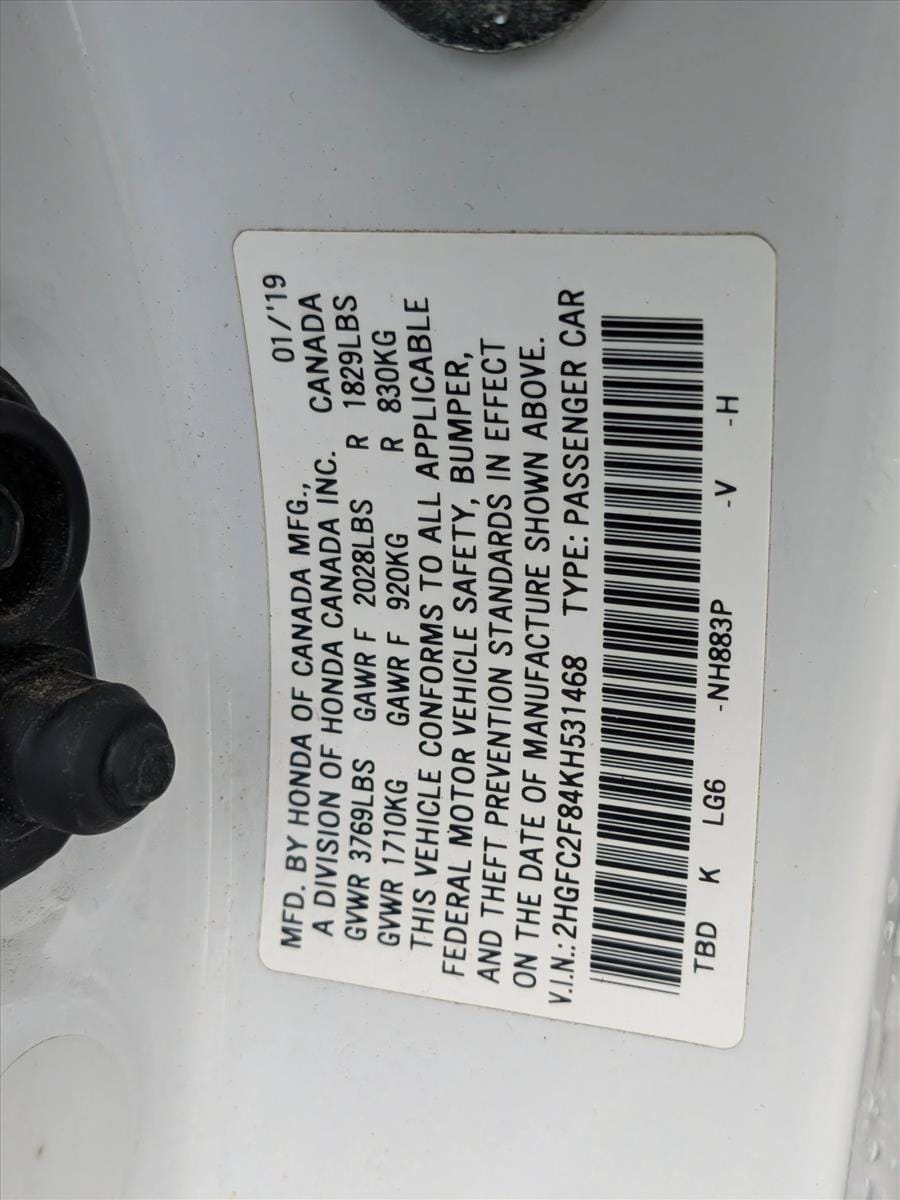 01/'19
MFD. BY HONDA OF CANADA MFG.,
A DIVISION OF HONDA CANADA INC. CANADA
GVWR 3769LBS GAWR F 2028LBS R 1829LBS
GVWR 1710KG GAWR F 920KG R 830KG
THIS VEHICLE CONFORMS TO ALL APPLICABLE
FEDERAL MOTOR VEHICLE SAFETY, BUMPER,
AND THEFT PREVENTION STANDARDS IN EFFECT
ON THE DATE OF MANUFACTURE SHOWN ABOVE.
V.I.N.: 2HGFC2F84KH531468 TYPE: PASSENGER CAR
TBD K LG6 -NH883P -V -H